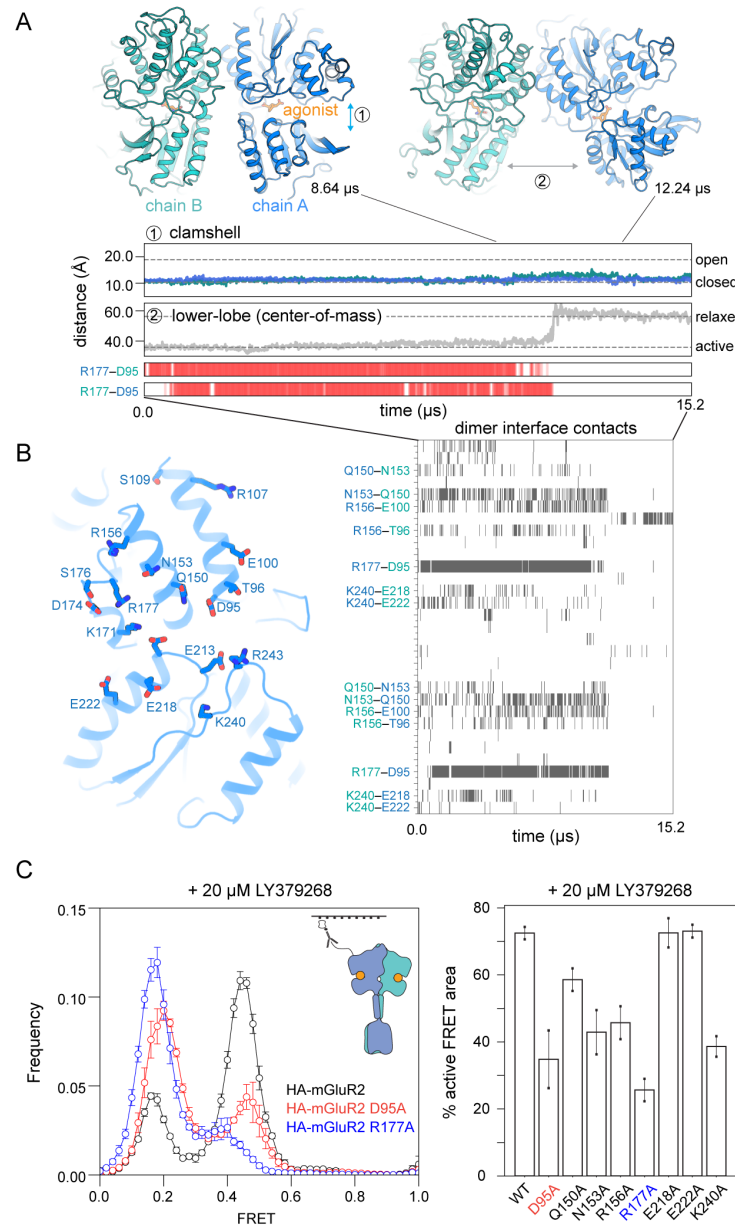 A
agonist
①
②
8.64 µs
12.24 µs
chain B
chain A
① clamshell
20.0
10.0
open
closed
distance (Å)
② lower-lobe (center-of-mass)
60.0
40.0
relaxe
active
R177–D95
R177–D95
0.0
time (µs)
15.2
B
dimer interface contacts
S109
R107
R156
N153
E100
S176
Q150
T96
D174
R177
D95
K171
E213
R243
E222
E218
K240
Q150–N153
N153–Q150
R156–E100
R156–T96
R177–D95
K240–E218
K240–E222
Q150–N153
N153–Q150
R156–E100
R156–T96
R177–D95
K240–E218
K240–E222
0.0
time (µs)
15.2
C
+ 20 µM LY379268
0.15
0.10
0.05
0.00
Frequency
HA-mGluR2
HA-mGluR2 D95A
HA-mGluR2 R177A
0.0
0.2
0.4
0.6
0.8
1.0
FRET
+ 20 µM LY379268
80
60
40
20
0
% active FRET area
WT
D95A
Q150A
N153A
R156A
R177A
E218A
E222A
K240A